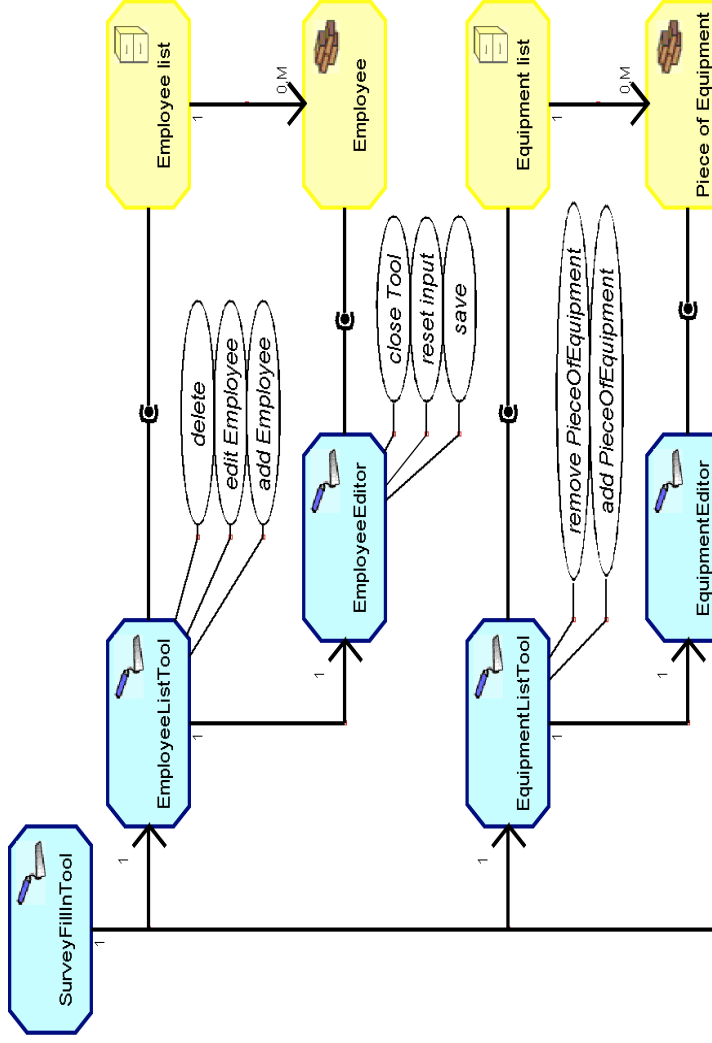 SurveyFillInTool
1
1
EmployeeListTool
1
delete
edit Employee
add Employee
Employee list
1
0,M
1
EmployeeEditor
close Tool
reset input
save
Employee
1
EquipmentListTool
1
remove PieceOfEquipment
add PieceOfEquipment
Equipment list
1
0,M
1
EquipmentEditor
Piece of Equipment